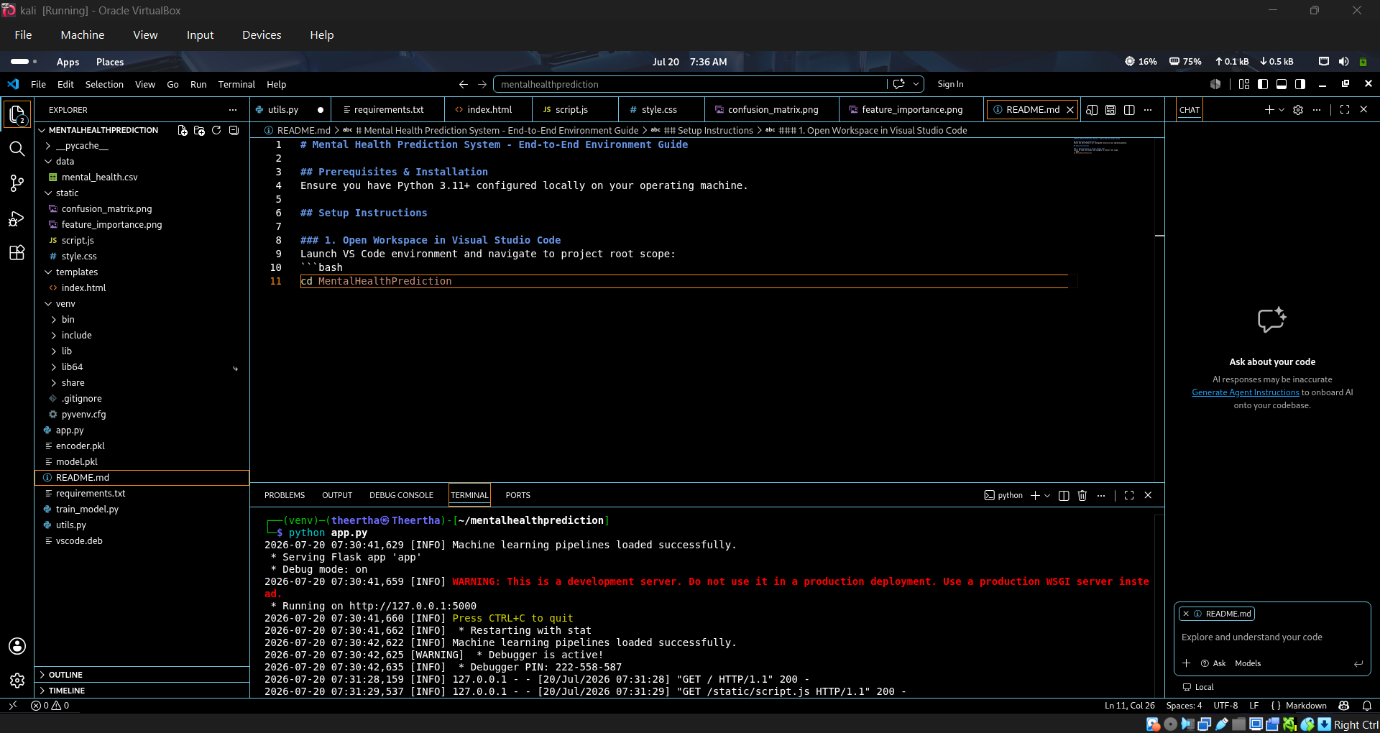 kali [Running] - Oracle VirtualBox
File Machine View Input Devices Help
Apps Places Jul 20 7:36 AM 16% 75% ↑ 0.1 kB ↓ 0.5 kB
File Edit Selection View Go Run Terminal Help mentalhealthprediction Sign In
EXPLORER
utils.py requirements.txt index.html JS script.js # style.css confusion_matrix.png feature_importance.png README.md
CHAT
MENTALHEALTHPREDICTION
__pycache__
data
mental_health.csv
static
confusion_matrix.png
feature_importance.png
JS script.js
# style.css
templates
index.html
venv
bin
include
lib
lib64
share
.gitignore
pyvenv.cfg
app.py
encoder.pkl
model.pkl
README.md
requirements.txt
train_model.py
utils.py
vscode.deb
OUTLINE
TIMELINE
README.md > # Mental Health Prediction System - End-to-End Environment Guide > ## Setup Instructions > ### 1. Open Workspace in Visual Studio Code
1 # Mental Health Prediction System - End-to-End Environment Guide
2
3 ## Prerequisites & Installation
4 Ensure you have Python 3.11+ configured locally on your operating machine.
5
6 ## Setup Instructions
7
8 ### 1. Open Workspace in Visual Studio Code
9 Launch VS Code environment and navigate to project root scope:
10 ```bash
11 cd MentalHealthPrediction
PROBLEMS OUTPUT DEBUG CONSOLE TERMINAL PORTS python
(venv)─(theertha㉿Theertha)-[~/mentalhealthprediction]
$ python app.py
2026-07-20 07:30:41,629 [INFO] Machine learning pipelines loaded successfully.
* Serving Flask app 'app'
* Debug mode: on
2026-07-20 07:30:41,659 [INFO] WARNING: This is a development server. Do not use it in a production deployment. Use a production WSGI server inste
ad.
* Running on http://127.0.0.1:5000
2026-07-20 07:30:41,660 [INFO] Press CTRL+C to quit
2026-07-20 07:30:41,662 [INFO]  * Restarting with stat
2026-07-20 07:30:42,622 [INFO] Machine learning pipelines loaded successfully.
2026-07-20 07:30:42,625 [WARNING]  * Debugger is active!
2026-07-20 07:30:42,635 [INFO]  * Debugger PIN: 222-558-587
2026-07-20 07:31:28,159 [INFO] 127.0.0.1 - - [20/Jul/2026 07:31:28] "GET / HTTP/1.1" 200 -
2026-07-20 07:31:29,537 [INFO] 127.0.0.1 - - [20/Jul/2026 07:31:29] "GET /static/script.js HTTP/1.1" 200 -
Ask about your code
AI responses may be inaccurate
Generate Agent Instructions to onboard AI
onto your codebase.
README.md
Explore and understand your code
Ask Models
Local
0 0 Ln 11, Col 26 Spaces: 4 UTF-8 LF { } Markdown
Right Ctrl